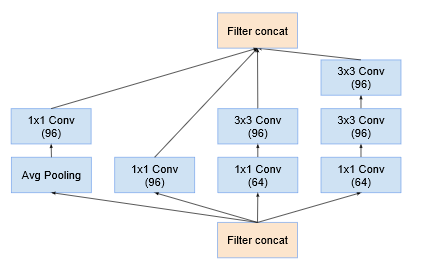 Filter concat
3x3 Conv
(96)
1x1 Conv
(96)
3x3 Conv
(96)
3x3 Conv
(96)
Avg Pooling
1x1 Conv
(96)
1x1 Conv
(64)
1x1 Conv
(64)
Filter concat